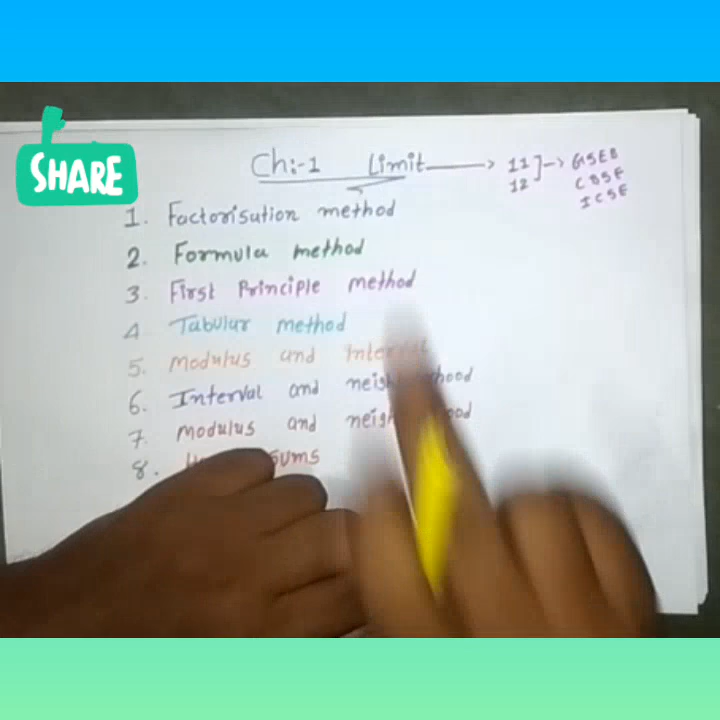 SHARE
Ch:-1 Limit → 11 ] → GSEB
12 CBSE
ICSE
1. Factorisution method
2. Formula method
3. First Principle method
4 Tabular method
5. Modulus and
6. Interval and
7. Modulus and
8. sums